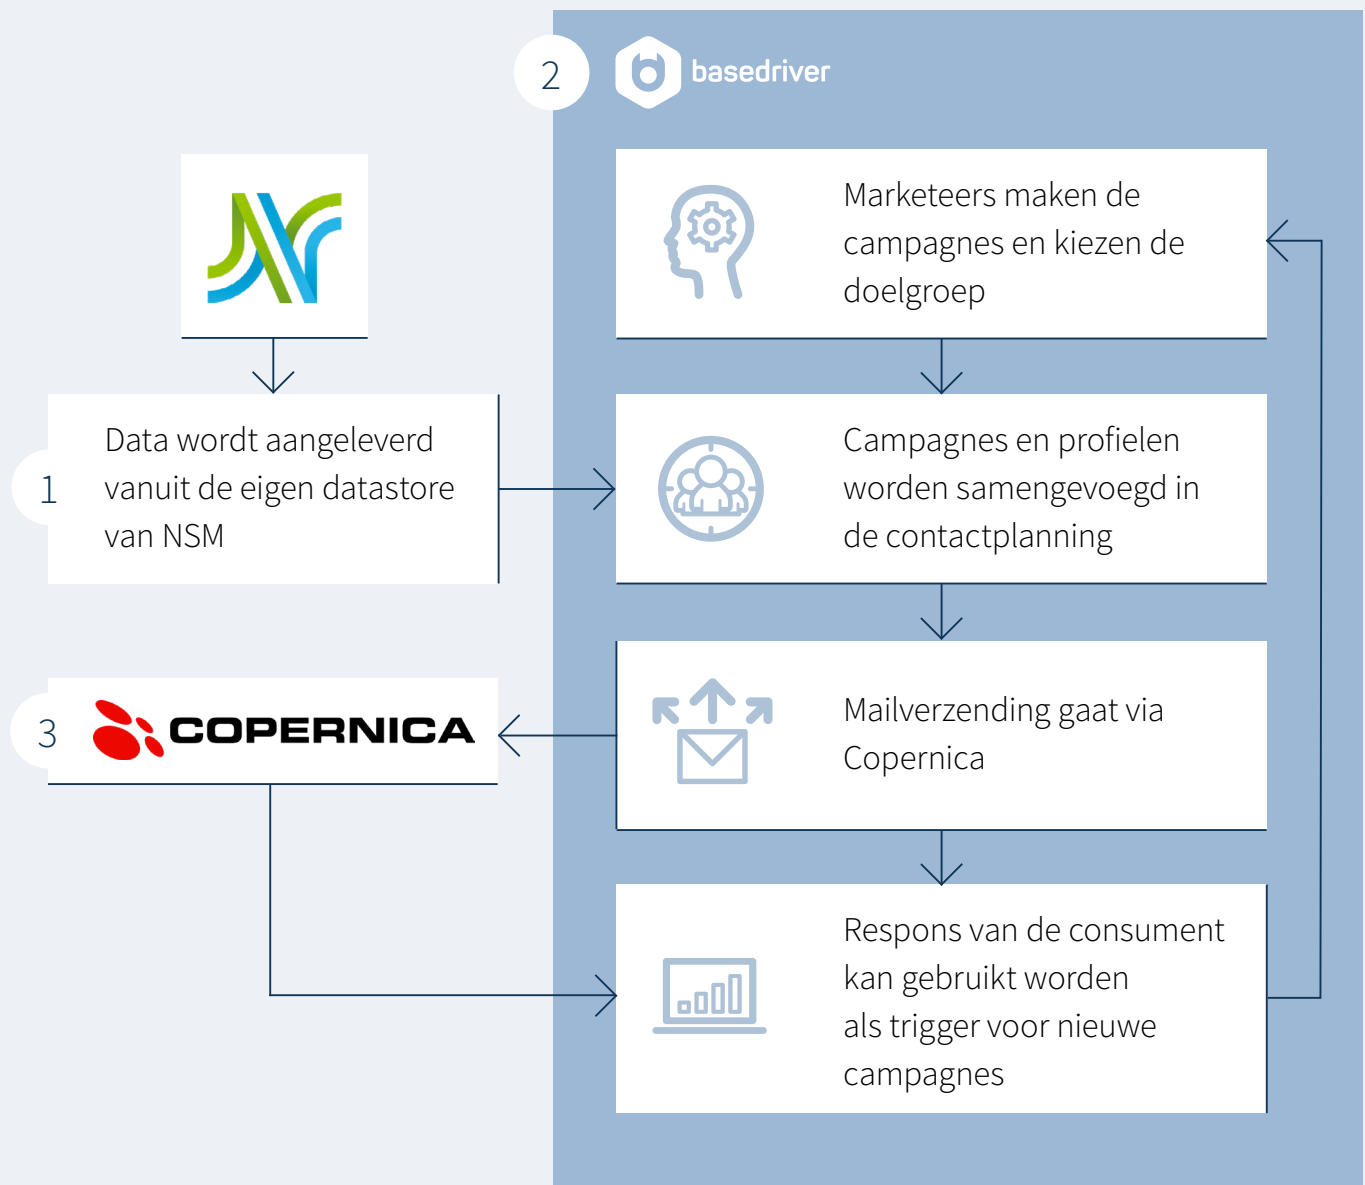 2
basedriver
Marketeers maken de
campagnes en kiezen de
doelgroep
1
Data wordt aangeleverd
vanuit de eigen datastore
van NSM
Campagnes en profielen
worden samengevoegd in
de contactplanning
3
COPERNICA
Mailverzending gaat via
Copernica
Respons van de consument
kan gebruikt worden
als trigger voor nieuwe
campagnes